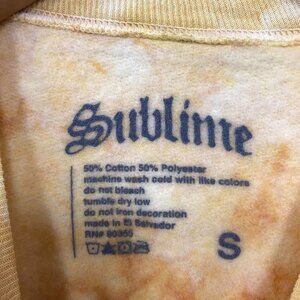 Sublime
50% Cotton 50% Polyester
machine wash cold with like colors
do not bleach
tumble dry low
do not iron decoration
made in El Salvador
RN# 90355
S